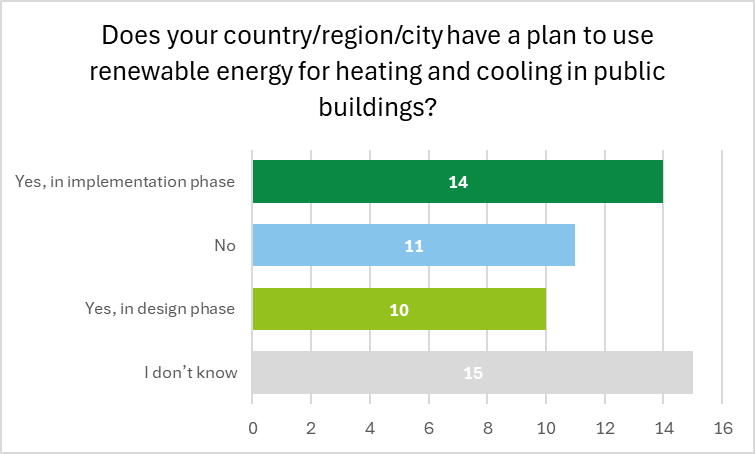 Does your country/region/city have a plan to use
renewable energy for heating and cooling in public
buildings?
Yes, in implementation phase
14
No
11
Yes, in design phase
10
I don’t know
15
0 2 4 6 8 10 12 14 16